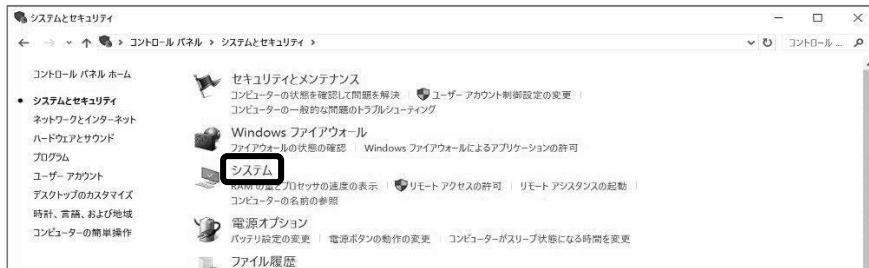 システムとセキュリティ
コントロール パネル › システムとセキュリティ ›
コントロール ...
コントロール パネル ホーム
システムとセキュリティ
ネットワークとインターネット
ハードウェアとサウンド
プログラム
ユーザー アカウント
デスクトップのカスタマイズ
時計、言語、および地域
コンピューターの簡単操作
セキュリティとメンテナンス
コンピューターの状態を確認して問題を解決 ユーザー アカウント制御設定の変更
コンピューターの一般的な問題のトラブルシューティング
Windows ファイアウォール
ファイアウォールの状態の確認 Windows ファイアウォールによるアプリケーションの許可
システム
RAM の量とプロセッサの速度の表示 リモート アクセスの許可 リモート アシスタンスの起動
コンピューターの名前の参照
電源オプション
バッテリ設定の変更 電源ボタンの動作の変更 コンピューターがスリープ状態になる時間を変更
ファイル履歴